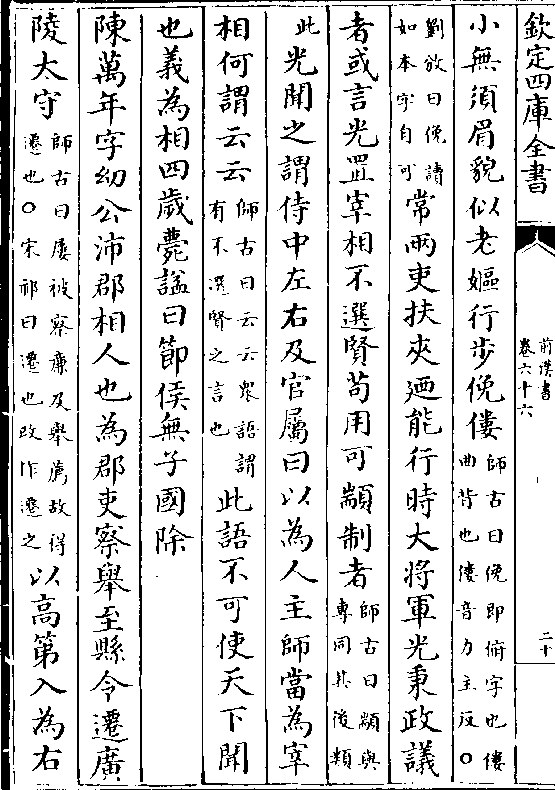 欽定四庫全書
前漢書
卷六十六
二十
小無須眉貌似老嫗行步俛僂師古曰俛即俯字也僂曲背也僂音力主反〇
劉攽曰俛讀如本字自可常兩吏扶夾廼能行時大將軍光秉政議
者或言光置宰相不選賢苟用可顓制者師古曰顓與專同其後類
此光聞之謂侍中左右及官屬曰以為人主師當為宰
相何謂云云師古曰云云衆語謂有不選賢之言也此語不可使天下聞
也義為相四歲薨諡曰節侯無子國除
陳萬年字幼公沛郡相人也為郡吏察舉至縣令遷廣
陵大守師古曰屢被察廉及舉薦故得遷也〇宋祁曰遷也改作遷之以高第入為右